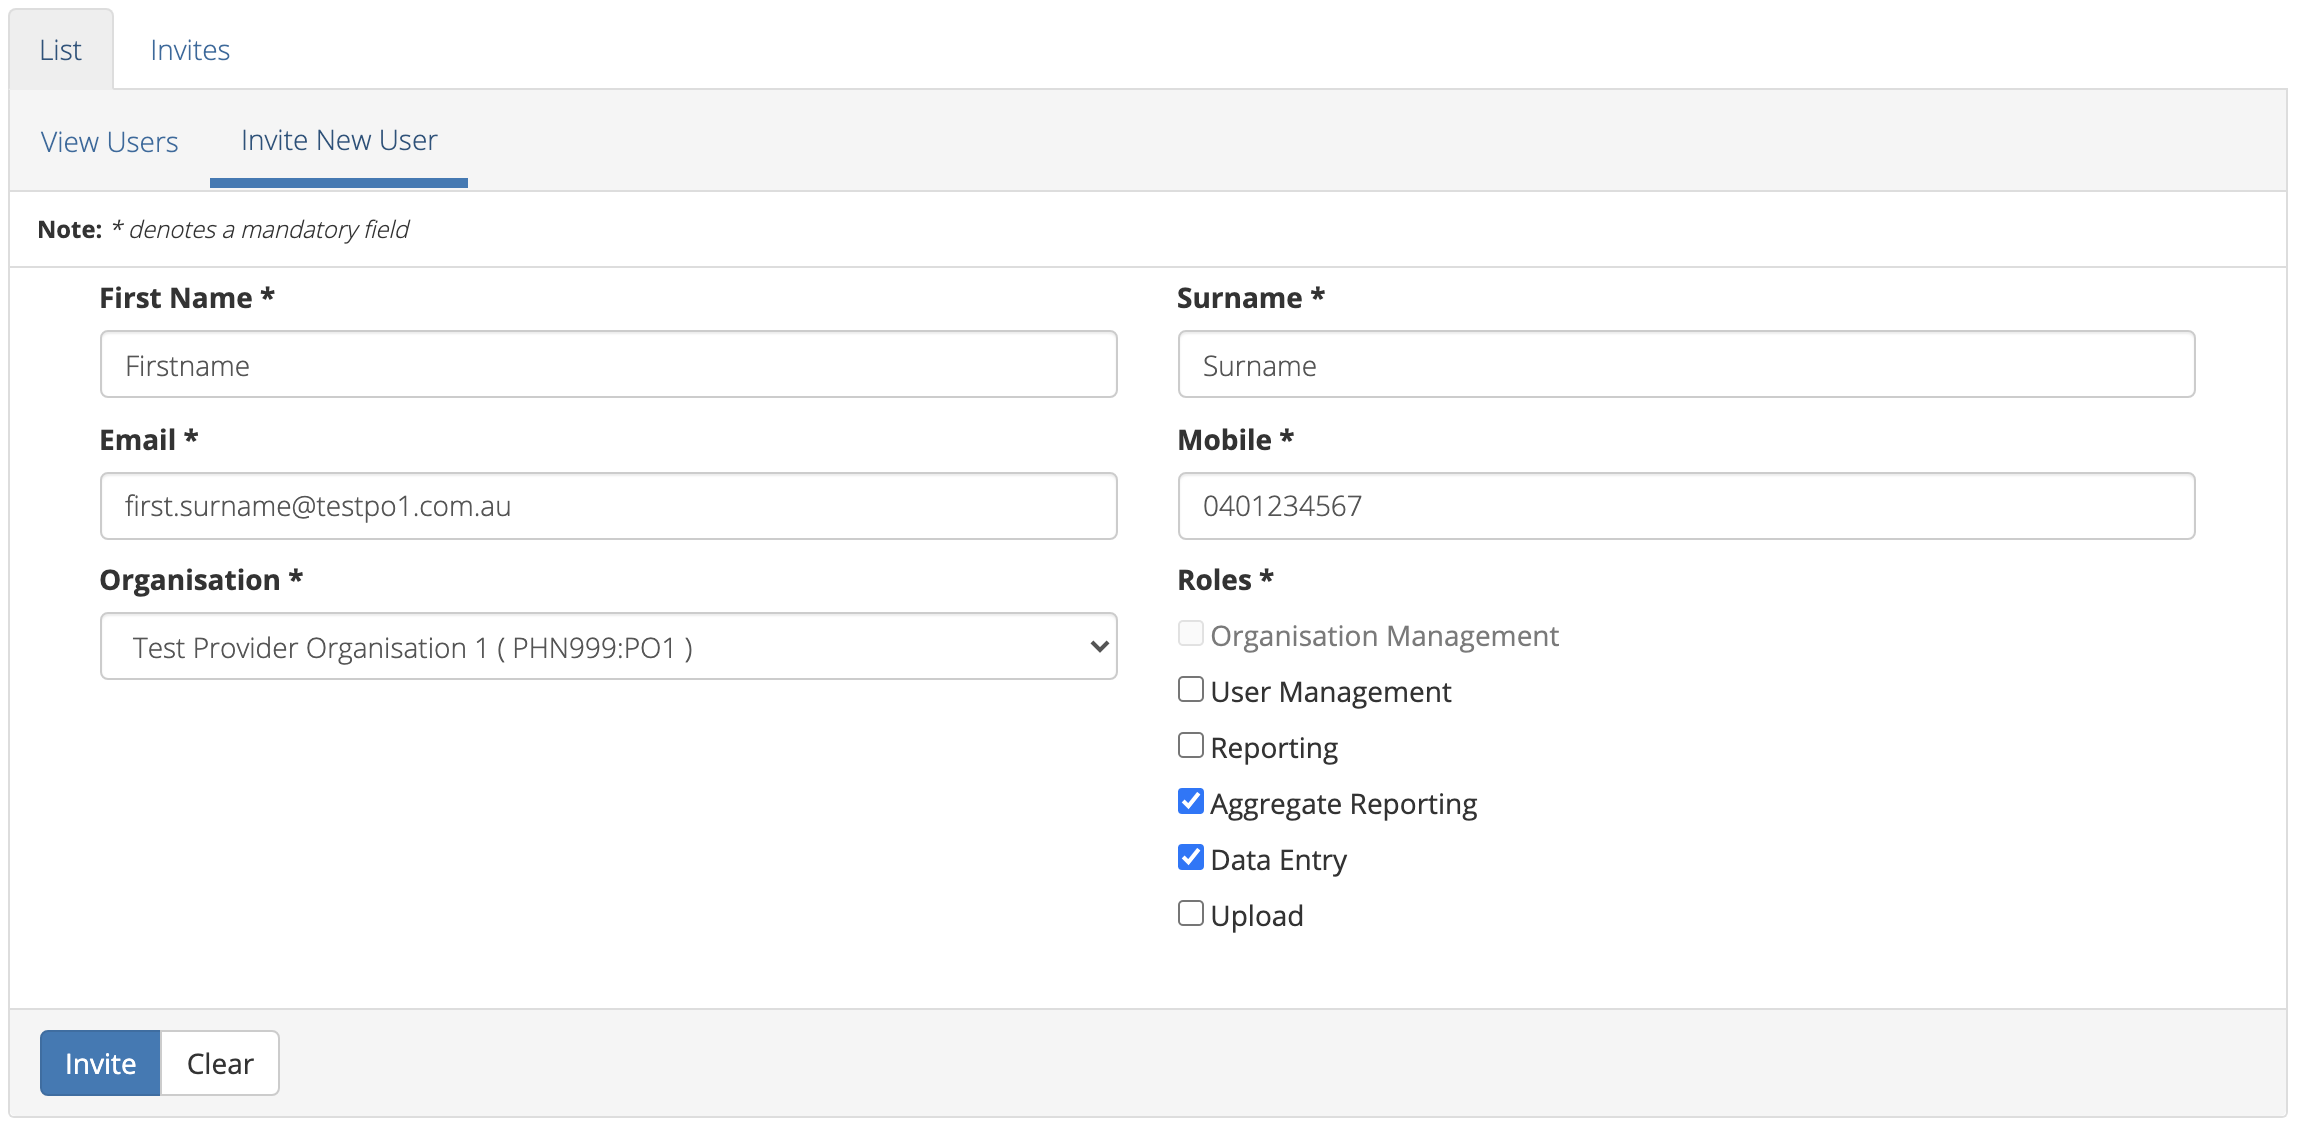 List Invites
View Users Invite New User
Note: * denotes a mandatory field
First Name * Surname *
Firstname Surname
Email * Mobile *
first.surname@testpo1.com.au 0401234567
Organisation * Roles *
Test Provider Organisation 1 ( PHN999:PO1 )
Organisation Management
User Management
Reporting
Aggregate Reporting
Data Entry
Upload
Invite Clear